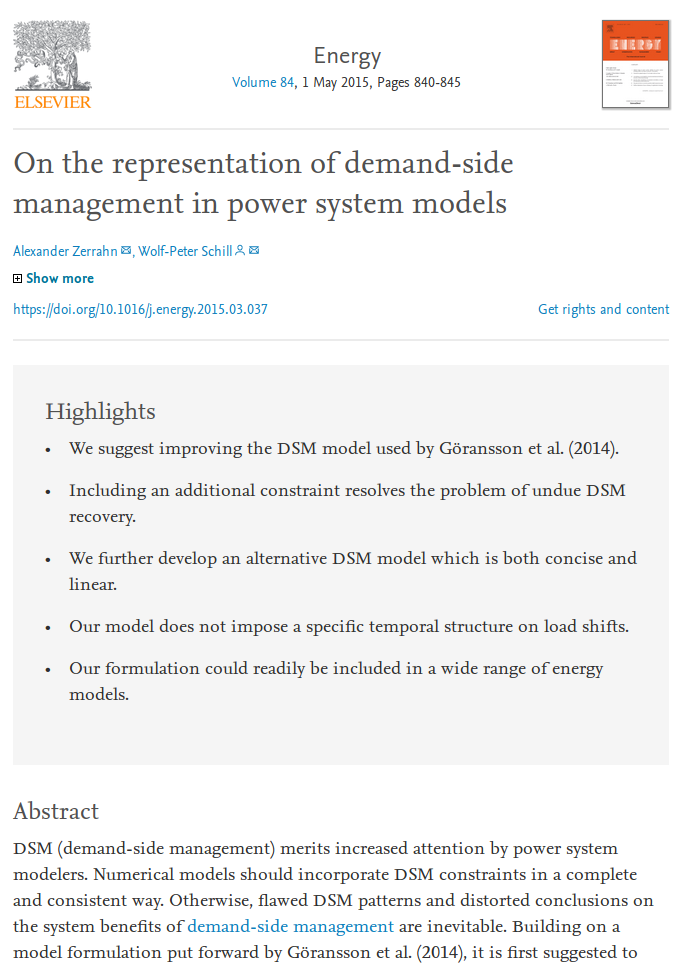 ELSEVIER
Energy
Volume 84, 1 May 2015, Pages 840-845
ENERGY
On the representation of demand-side
management in power system models
Alexander Zerrahn, Wolf-Peter Schill
Show more
https://doi.org/10.1016/j.energy.2015.03.037
Get rights and content
Highlights
• We suggest improving the DSM model used by Göransson et al. (2014).
• Including an additional constraint resolves the problem of undue DSM
recovery.
• We further develop an alternative DSM model which is both concise and
linear.
• Our model does not impose a specific temporal structure on load shifts.
• Our formulation could readily be included in a wide range of energy
models.
Abstract
DSM (demand-side management) merits increased attention by power system
modelers. Numerical models should incorporate DSM constraints in a complete
and consistent way. Otherwise, flawed DSM patterns and distorted conclusions on
the system benefits of demand-side management are inevitable. Building on a
model formulation put forward by Göransson et al. (2014), it is first suggested to